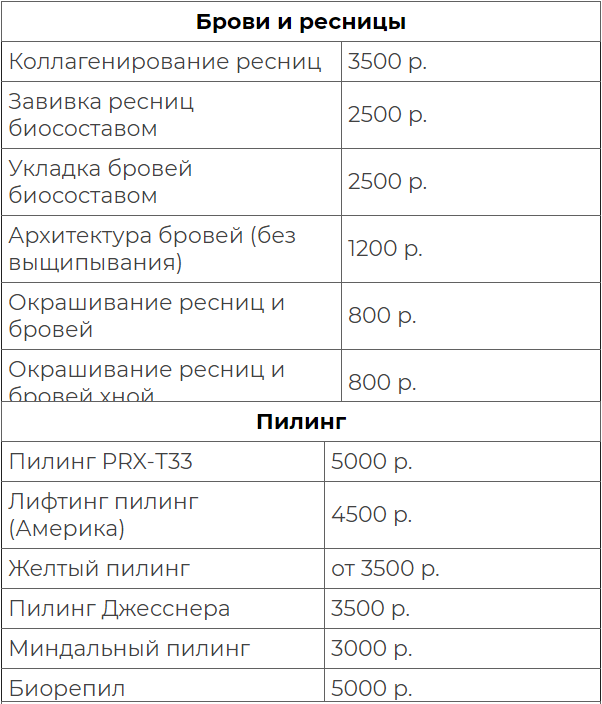 Брови и ресницы
Коллагенирование ресниц 3500 р.
Завивка ресниц
биосоставом 2500 р.
Укладка бровей
биосоставом 2500 р.
Архитектура бровей (без
выщипывания) 1200 р.
Окрашивание ресниц и
бровей 800 р.
Окрашивание ресниц и
бровей хной 800 р.
Пилинг
Пилинг PRX-T33 5000 р.
Лифтинг пилинг
(Америка) 4500 р.
Желтый пилинг от 3500 р.
Пилинг Джесснера 3500 р.
Миндальный пилинг 3000 р.
Биорепил 5000 р.